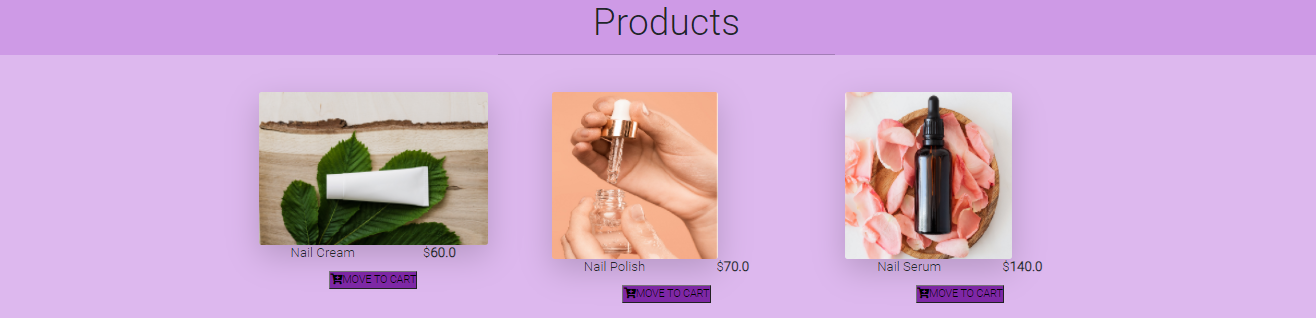 Products
Nail Cream $60.0
MOVE TO CART
Nail Polish $70.0
MOVE TO CART
Nail Serum $140.0
MOVE TO CART